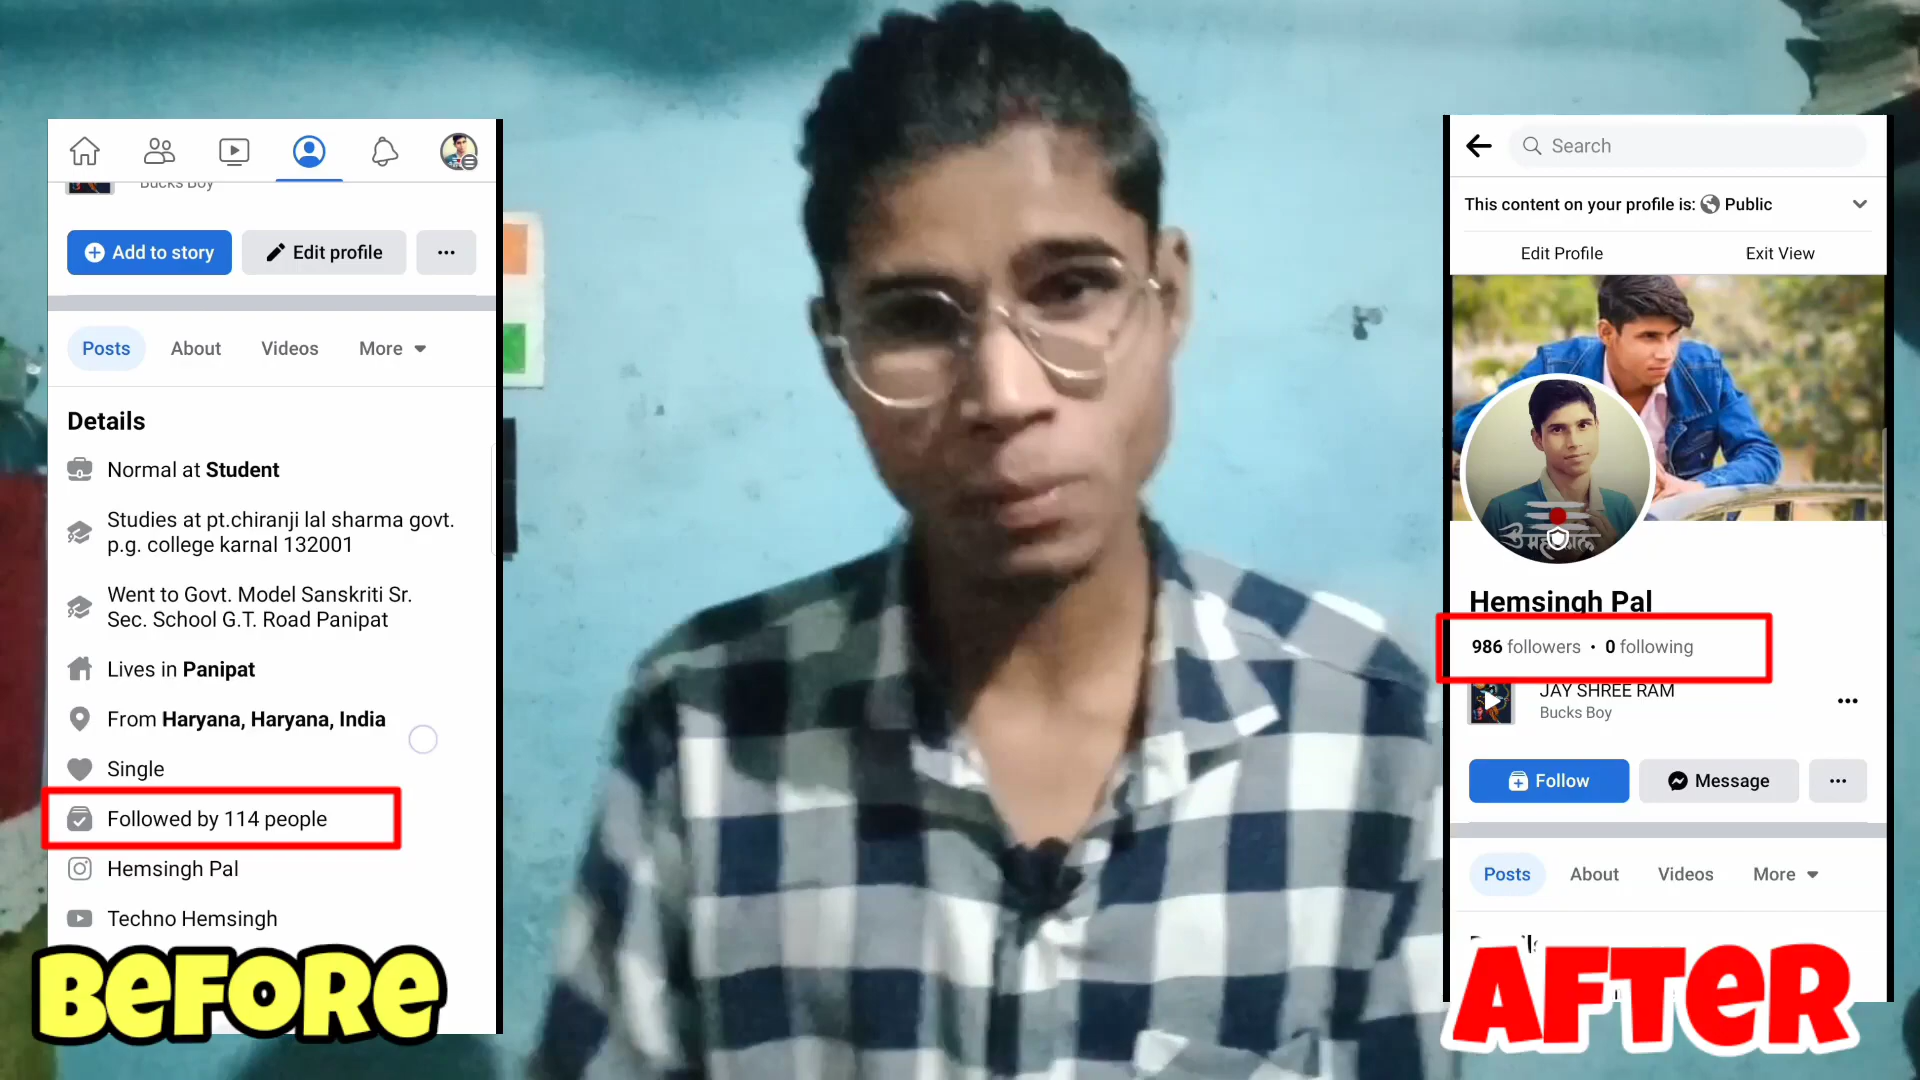 Bucks Boy
Add to story
Edit profile
Posts
About
Videos
More
Details
Normal at Student
Studies at pt.chiranji lal sharma govt.
p.g. college karnal 132001
Went to Govt. Model Sanskriti Sr.
Sec. School G.T. Road Panipat
Lives in Panipat
From Haryana, Haryana, India
Single
Followed by 114 people
Hemsingh Pal
Techno Hemsingh
BEFORE
Search
This content on your profile is: Public
Edit Profile
Exit View
महाकाल
Hemsingh Pal
986 followers • 0 following
JAY SHREE RAM
Bucks Boy
Follow
Message
Posts
About
Videos
More
AFTER